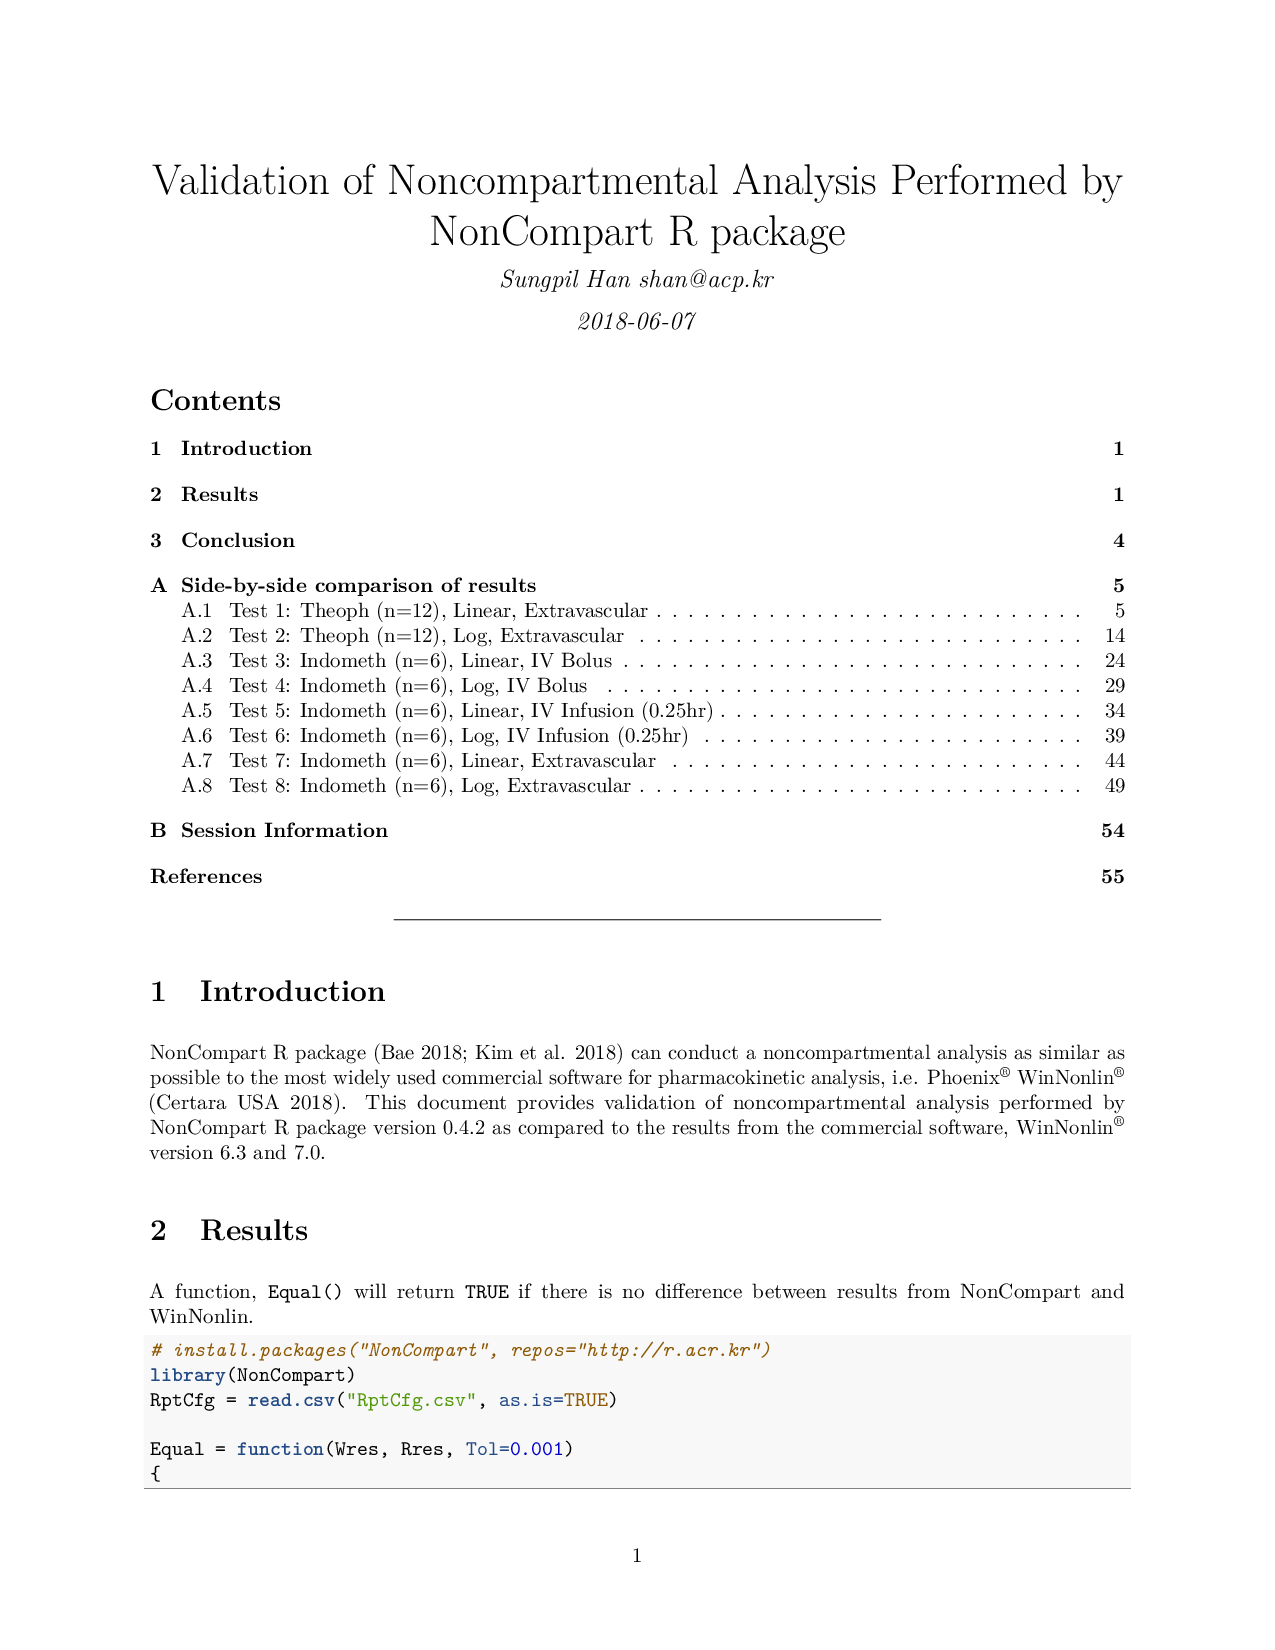 Validation of Noncompartmental Analysis Performed by
NonCompart R package
Sungpil Han shan@acp.kr
2018-06-07
Contents
1 Introduction 1
2 Results 1
3 Conclusion 4
A Side-by-side comparison of results 5
A.1 Test 1: Theoph (n=12), Linear, Extravascular . . . . . . . . . . . . . . . . . . . . . . . . . . . 5
A.2 Test 2: Theoph (n=12), Log, Extravascular . . . . . . . . . . . . . . . . . . . . . . . . . . . . 14
A.3 Test 3: Indometh (n=6), Linear, IV Bolus . . . . . . . . . . . . . . . . . . . . . . . . . . . . . 24
A.4 Test 4: Indometh (n=6), Log, IV Bolus . . . . . . . . . . . . . . . . . . . . . . . . . . . . . . 29
A.5 Test 5: Indometh (n=6), Linear, IV Infusion (0.25hr) . . . . . . . . . . . . . . . . . . . . . . . 34
A.6 Test 6: Indometh (n=6), Log, IV Infusion (0.25hr) . . . . . . . . . . . . . . . . . . . . . . . . 39
A.7 Test 7: Indometh (n=6), Linear, Extravascular . . . . . . . . . . . . . . . . . . . . . . . . . . 44
A.8 Test 8: Indometh (n=6), Log, Extravascular . . . . . . . . . . . . . . . . . . . . . . . . . . . . 49
B Session Information 54
References 55
1 Introduction
NonCompart R package (Bae 2018; Kim et al. 2018) can conduct a noncompartmental analysis as similar as
possible to the most widely used commercial software for pharmacokinetic analysis, i.e. Phoenix® WinNonlin®
(Certara USA 2018). This document provides validation of noncompartmental analysis performed by
NonCompart R package version 0.4.2 as compared to the results from the commercial software, WinNonlin®
version 6.3 and 7.0.
2 Results
A function, Equal() will return TRUE if there is no difference between results from NonCompart and
WinNonlin.
# install.packages("NonCompart", repos="http://r.acr.kr")
library(NonCompart)
RptCfg = read.csv("RptCfg.csv", as.is=TRUE)
Equal = function(Wres, Rres, Tol=0.001)
{
1